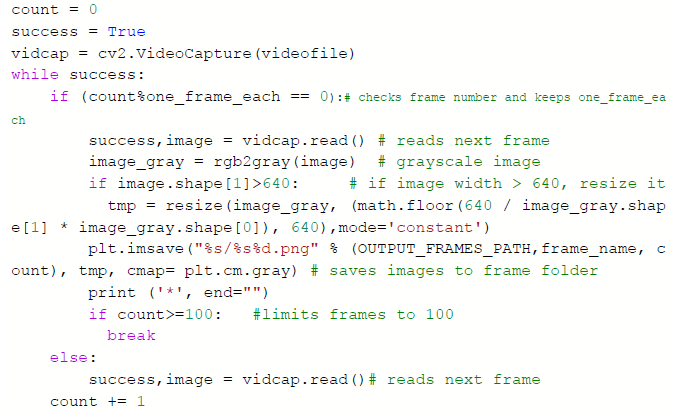 count = 0
success = True
vidcap = cv2.VideoCapture(videofile)
while success:
    if (count%one_frame_each == 0):# checks frame number and keeps one_frame_ea
ch
        success,image = vidcap.read() # reads next frame
        image_gray = rgb2gray(image)  # grayscale image
        if image.shape[1]>640:     # if image width > 640, resize it
          tmp = resize(image_gray, (math.floor(640 / image_gray.shap
e[1] * image_gray.shape[0]), 640),mode='constant')
        plt.imsave("%s/%s%d.png" % (OUTPUT_FRAMES_PATH,frame_name, c
ount), tmp, cmap= plt.cm.gray) # saves images to frame folder
        print ('*', end="")
        if count>=100:   #limits frames to 100
          break
    else:
        success,image = vidcap.read()# reads next frame
    count += 1